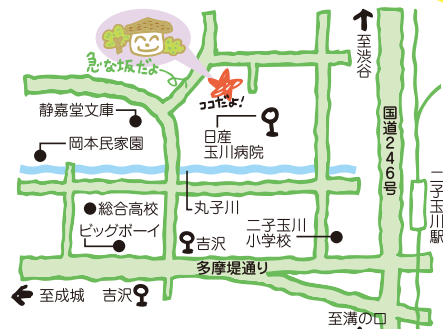 至渋谷
急な坂だよ
ココだよ!
静嘉堂文庫
岡本民家園
日産
玉川病院
国道246号
二子玉川駅
丸子川
総合高校
ビッグボーイ
吉沢
二子玉川
小学校
多摩堤通り
至成城
吉沢
至溝の口